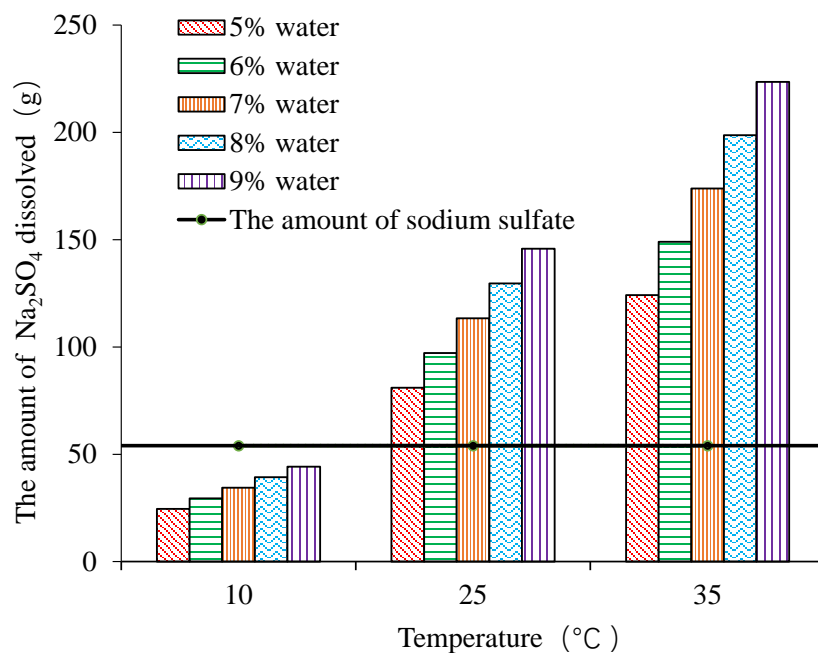 The amount of Na₂SO₄ dissolved（g）
250
200
150
100
50
0
5% water
6% water
7% water
8% water
9% water
The amount of sodium sulfate
10
25
35
Temperature（°C）